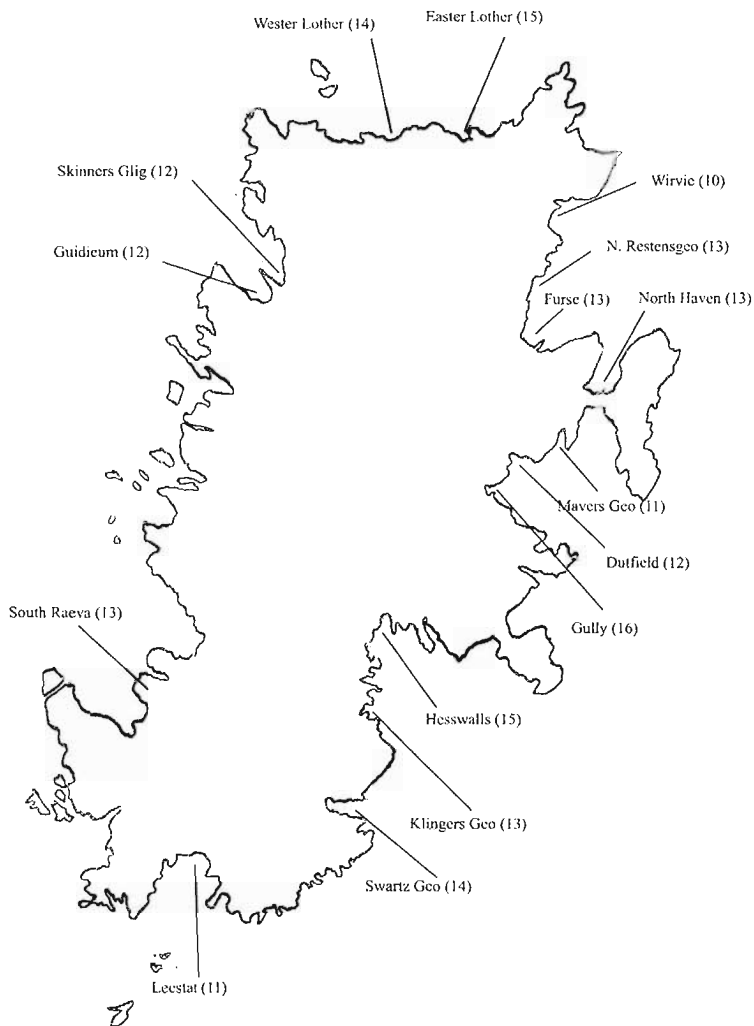 Easter Lother (15)
Wester Lother (14)
Skinners Glig (12)
Wirvie (10)
Guidieum (12)
N. Restensgeo (13)
Furse (13)
North Haven (13)
Mavers Geo (11)
Dutfield (12)
South Raeva (13)
Gully (16)
Hesswalls (15)
Klingers Geo (13)
Swartz Geo (14)
Leestat (11)